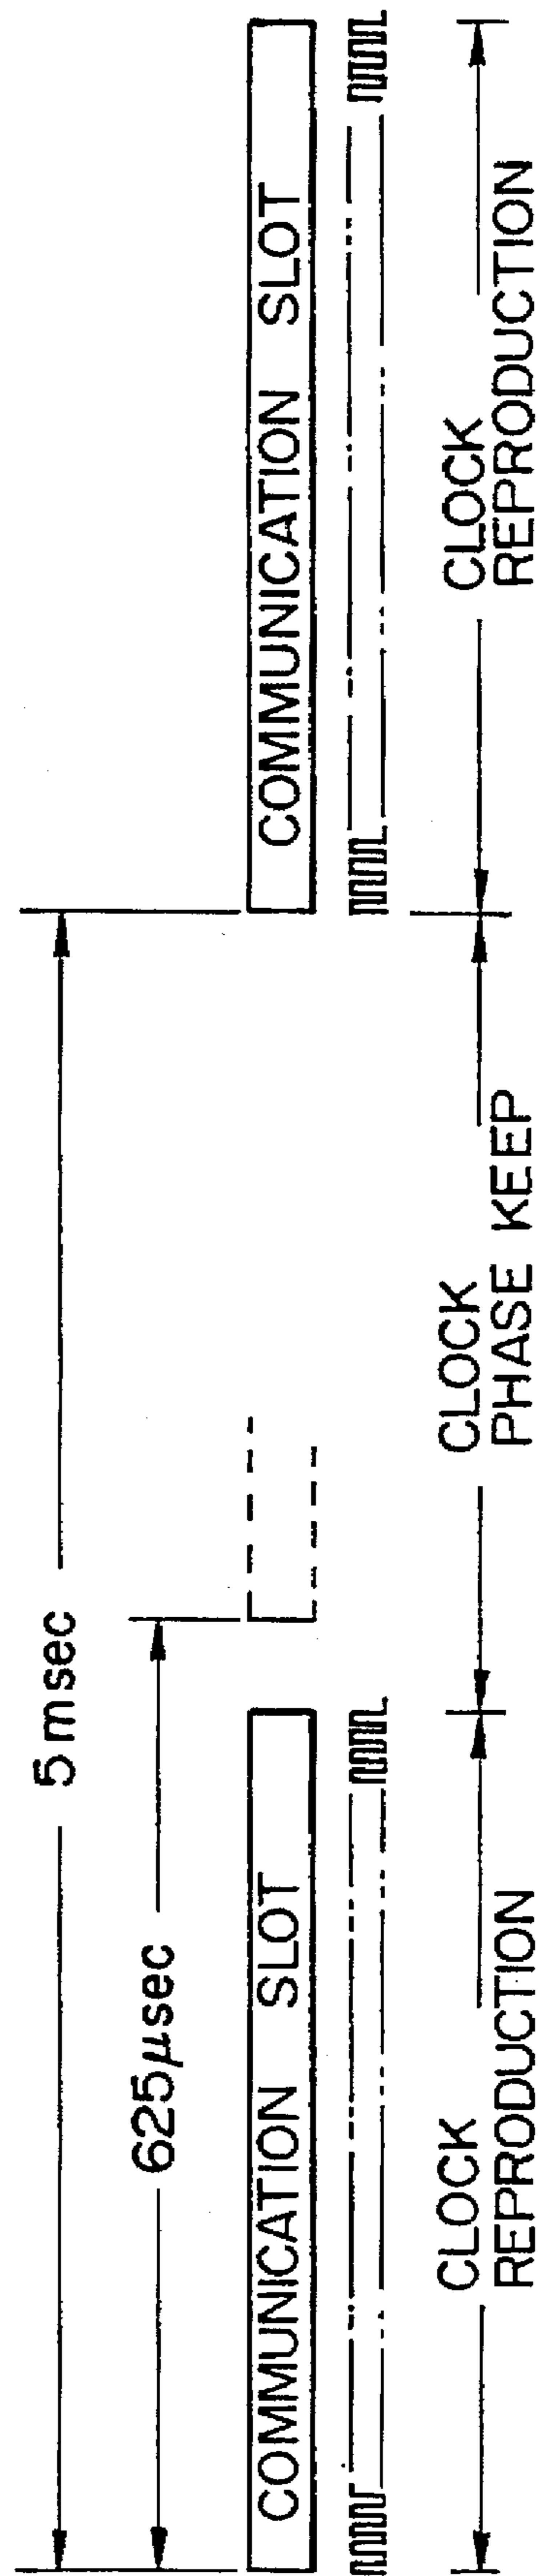 5 msec
625μsec
COMMUNICATION SLOT
COMMUNICATION SLOT
CLOCK
REPRODUCTION
CLOCK
PHASE KEEP
CLOCK
REPRODUCTION